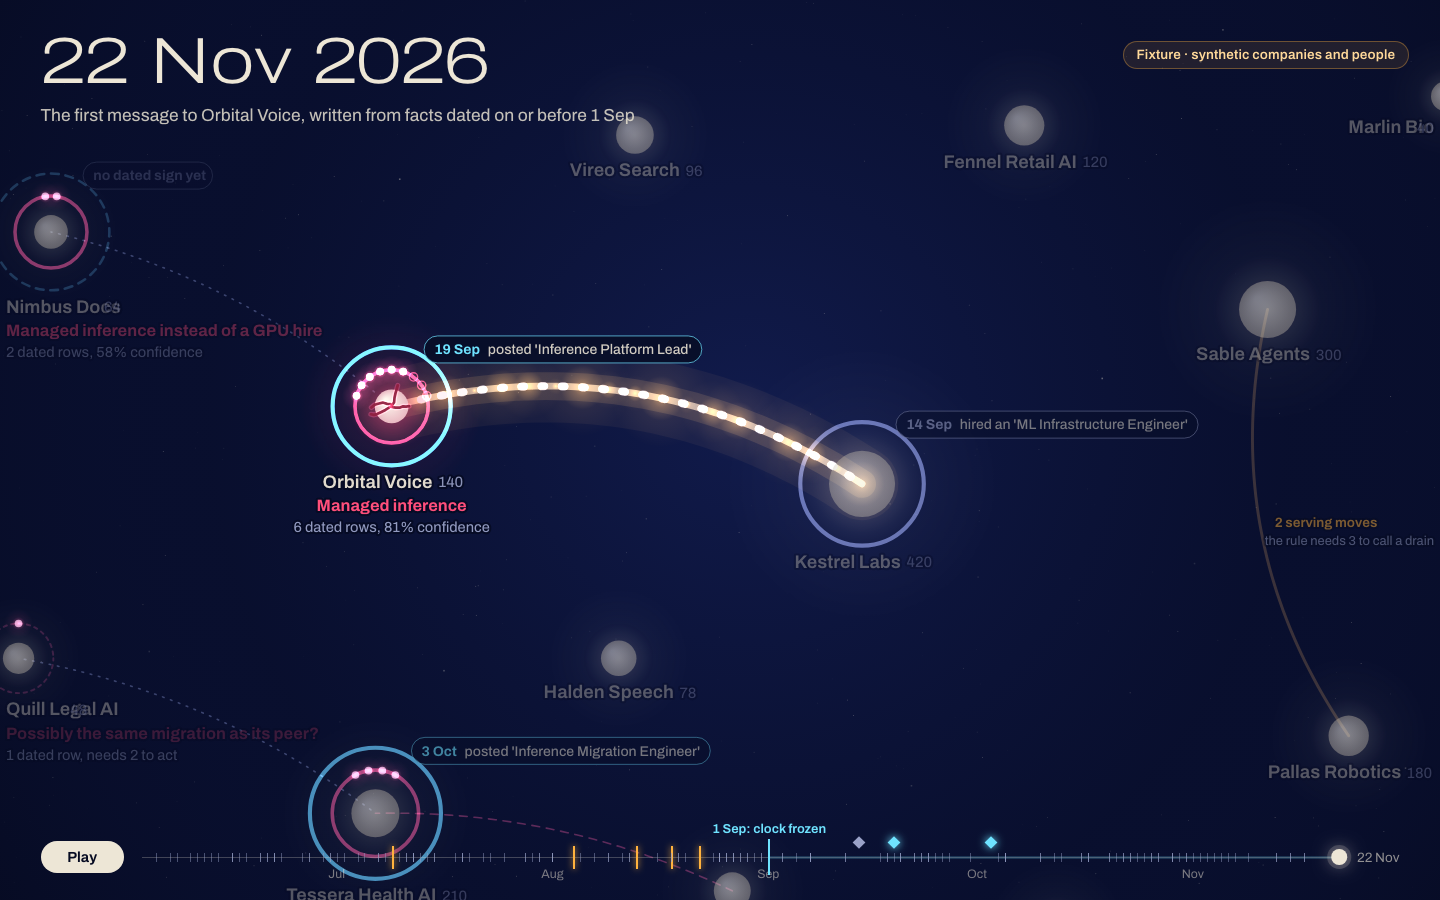 22 Nov 2026
The first message to Orbital Voice, written from facts dated on or before 1 Sep
Fixture · synthetic companies and people
Marlin Bio
Vireo Search 96
Fennel Retail AI 120
no dated sign yet
Nimbus Docs
Managed inference instead of a GPU hire
2 dated rows, 58% confidence
19 Sep posted 'Inference Platform Lead'
Sable Agents 300
14 Sep hired an 'ML Infrastructure Engineer'
Orbital Voice 140
Managed inference
6 dated rows, 81% confidence
2 serving moves
the rule needs 3 to call a drain
Kestrel Labs 420
Halden Speech 78
Quill Legal AI
Possibly the same migration as its peer?
1 dated row, needs 2 to act
3 Oct posted 'Inference Migration Engineer'
Pallas Robotics 180
1 Sep: clock frozen
Play
22 Nov
Jul
Aug
Sep
Oct
Nov
Tessera Health AI 210